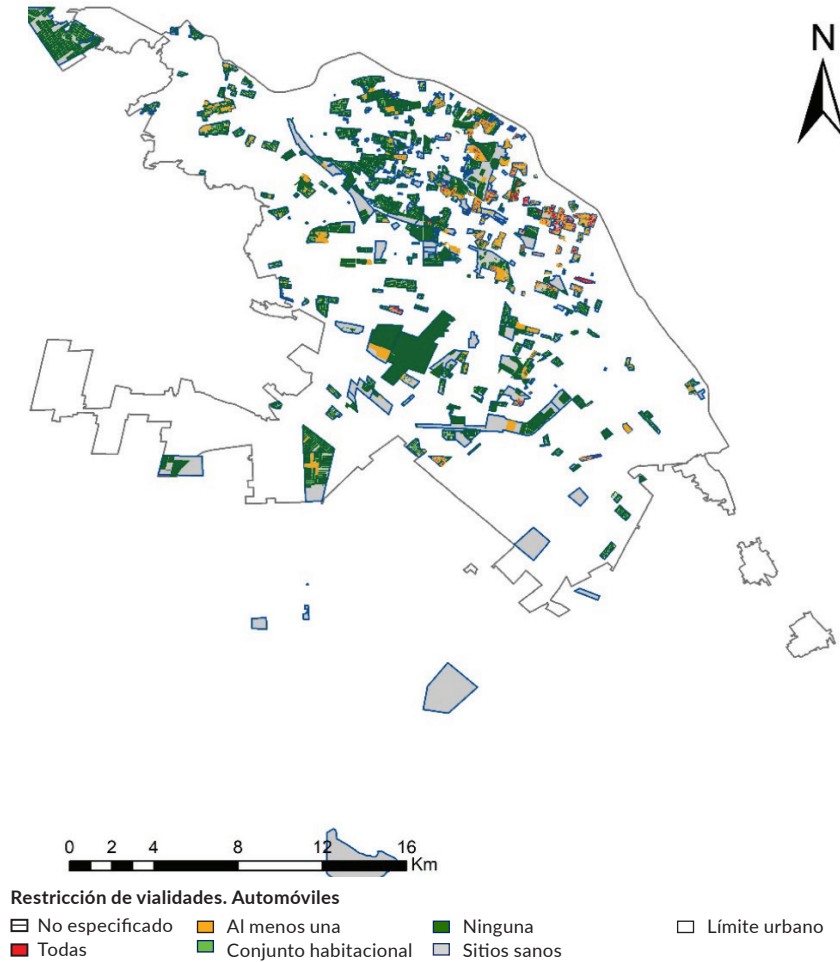 N
0 2 4 8 12 16
Km
Restricción de vialidades. Automóviles
No especificado Al menos una Ninguna Límite urbano
Todas Conjunto habitacional Sitios sanos